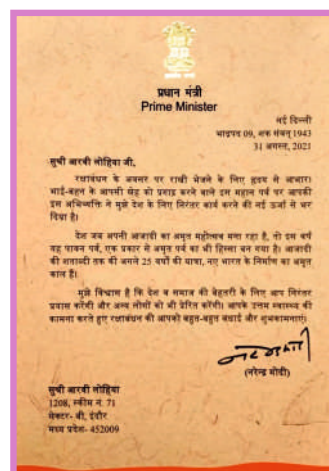 प्रधान मंत्री
Prime Minister
नई दिल्ली
भाद्रपद 09, शक संवत् 1943
31 अगस्त, 2021
सुश्री आरवी लोहिया जी,
रक्षाबंधन के अवसर पर राखी भेजने के लिए हृदय से आभार।
भाई-बहन के आपसी स्नेह को प्रगाढ़ करने वाले इस महान पर्व पर आपकी
इस अभिव्यक्ति ने मुझे देश के लिए निरंतर कार्य करने की नई ऊर्जा से भर
दिया है।
देश जब अपनी आजादी का अमृत महोत्सव मना रहा है, तो इस वर्ष
यह पावन पर्व, एक प्रकार से अमृत पर्व का भी हिस्सा बन गया है। आजादी
की शताब्दी तक की अगले 25 वर्षों की यात्रा, नए भारत के निर्माण का अमृत
काल है।
मुझे विश्वास है कि देश व समाज की बेहतरी के लिए आप निरंतर
प्रयास करेंगी और अन्य लोगों को भी प्रेरित करेंगी। आपके उत्तम स्वास्थ्य की
कामना करते हुए रक्षाबंधन की आपको बहुत-बहुत बधाई और शुभकामनाएं।
(नरेन्द्र मोदी)
सुश्री आरवी लोहिया
1208, स्कीम नं. 71
सेक्टर- बी, इंदौर
मध्य प्रदेश- 452009